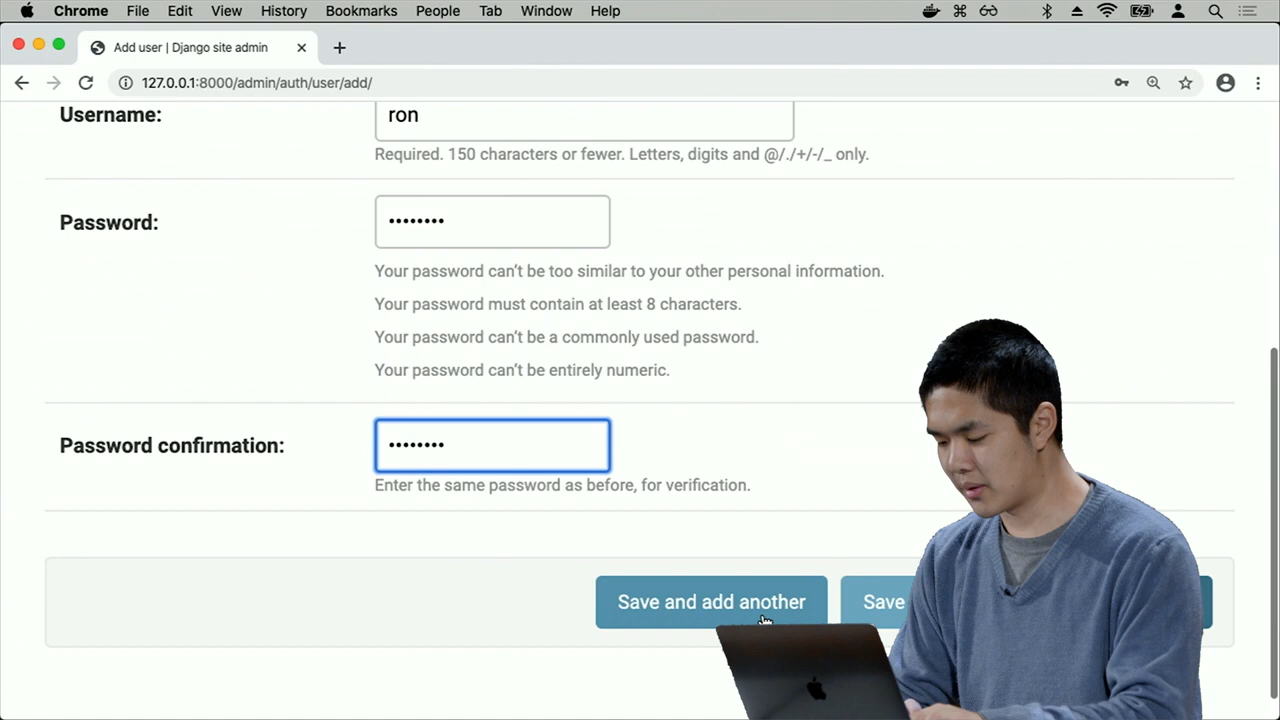 Chrome File Edit View History Bookmarks People Tab Window Help
Add user | Django site admin
127.0.0.1:8000/admin/auth/user/add/
Username:
ron
Required. 150 characters or fewer. Letters, digits and @/./+/-/_ only.
Password:
••••••••
Your password can't be too similar to your other personal information.
Your password must contain at least 8 characters.
Your password can't be a commonly used password.
Your password can't be entirely numeric.
Password confirmation:
••••••••
Enter the same password as before, for verification.
Save and add another
Save